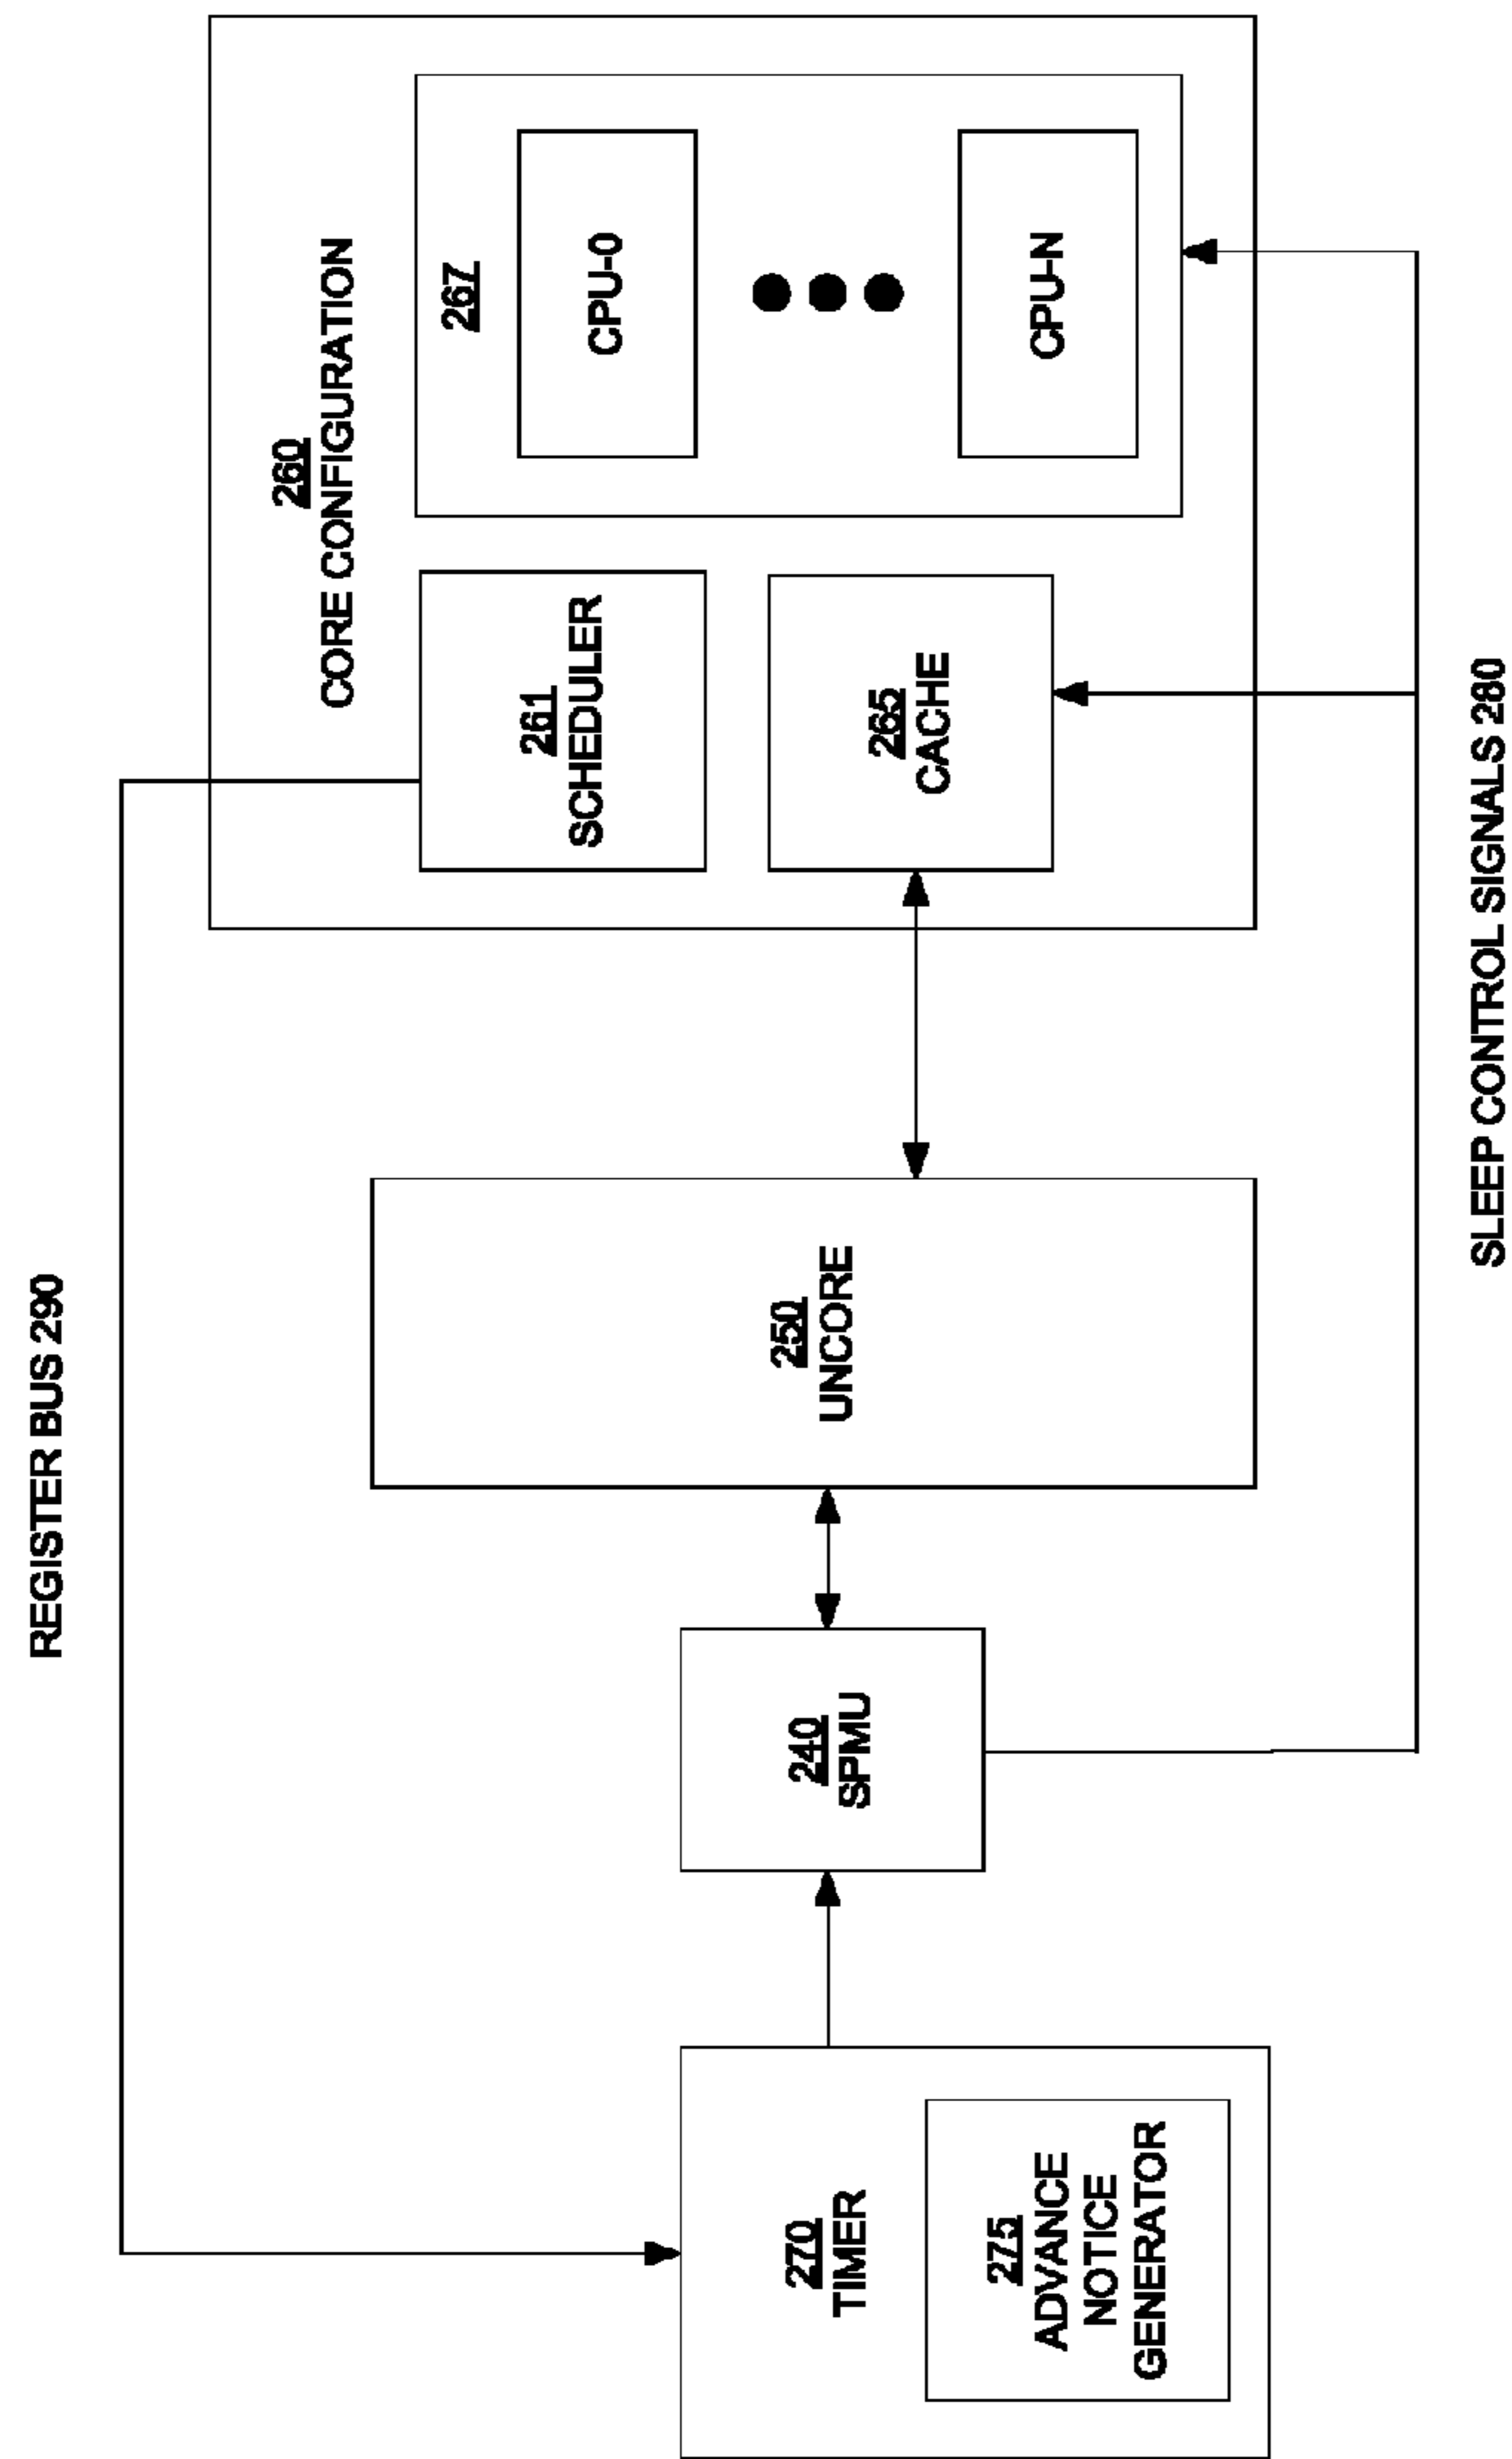 REGISTER BUS 290
270
TIMER
275
ADVANCE
NOTICE
GENERATOR
240
SPMU
250
UNCORE
260
CORE CONFIGURATION
261
SCHEDULER
265
CACHE
267
CPU-0
CPU-N
SLEEP CONTROL SIGNALS 280